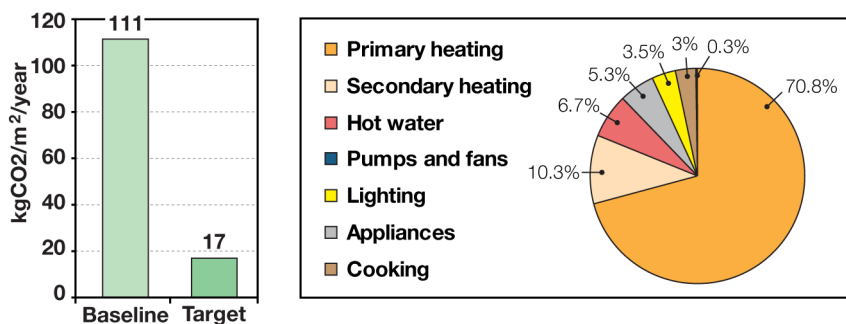 kgCO2/m²/year
120
100
80
60
40
20
0
111
17
Baseline
Target
Primary heating
Secondary heating
Hot water
Pumps and fans
Lighting
Appliances
Cooking
70.8%
10.3%
6.7%
5.3%
3.5%
3%
0.3%